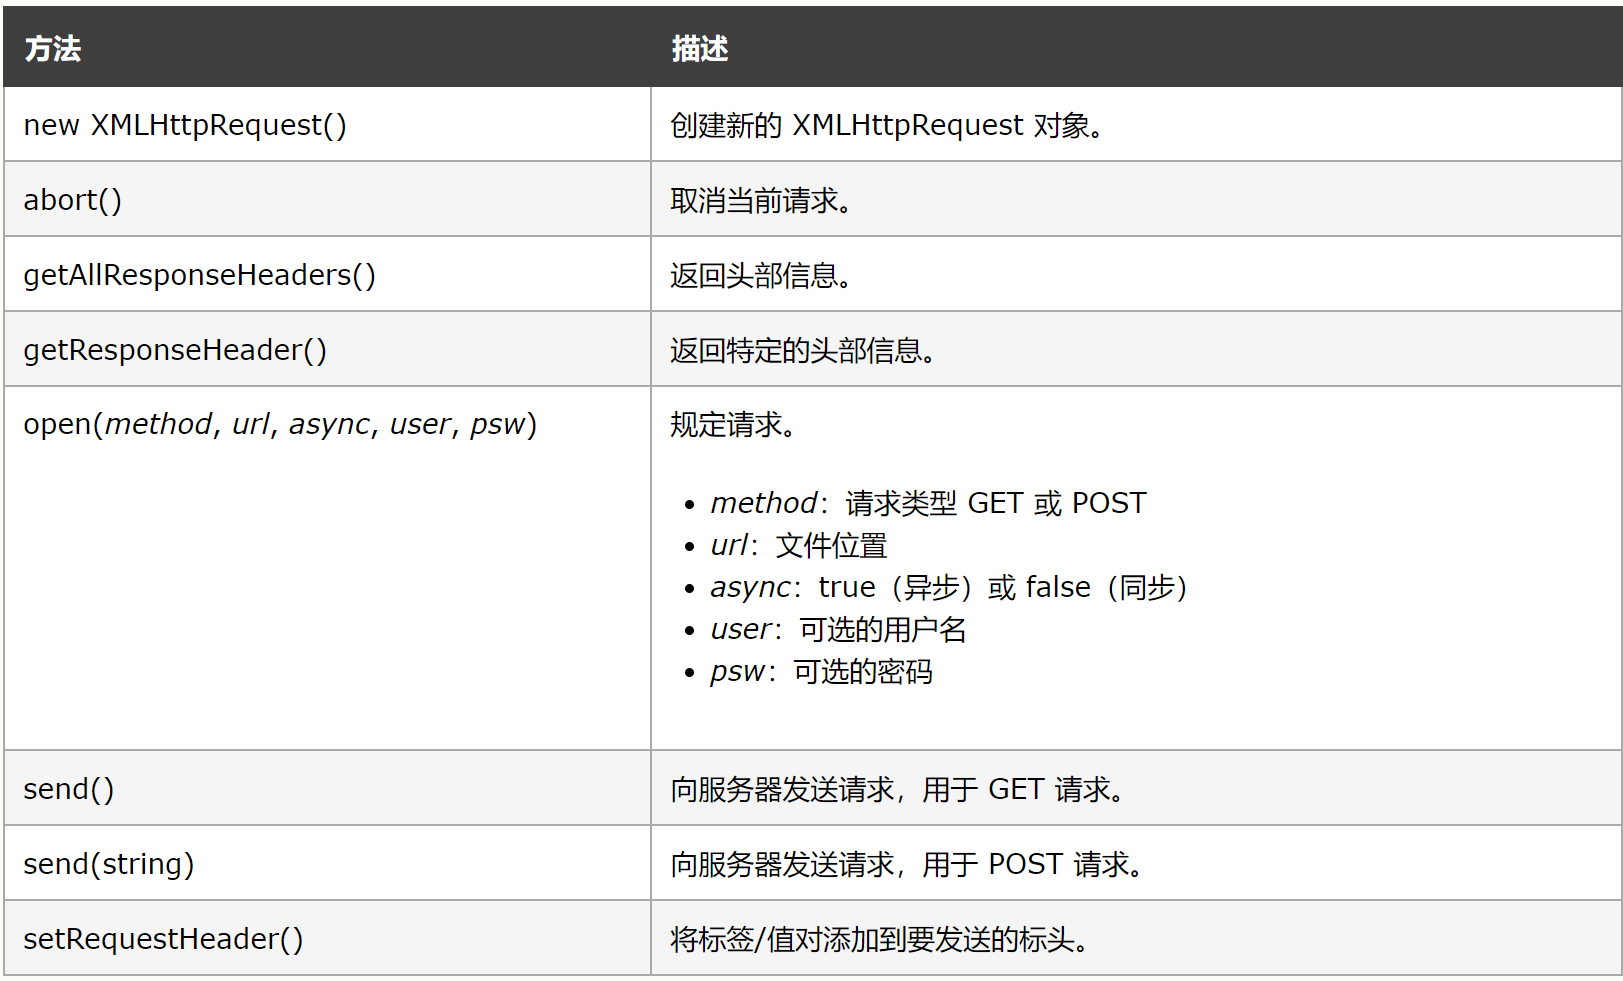 方法 描述
new XMLHttpRequest() 创建新的 XMLHttpRequest 对象。
abort() 取消当前请求。
getAllResponseHeaders() 返回头部信息。
getResponseHeader() 返回特定的头部信息。
open(method, url, async, user, psw) 规定请求。
• method：请求类型 GET 或 POST
• url：文件位置
• async：true（异步）或 false（同步）
• user：可选的用户名
• psw：可选的密码
send() 向服务器发送请求，用于 GET 请求。
send(string) 向服务器发送请求，用于 POST 请求。
setRequestHeader() 将标签/值对添加到要发送的标头。